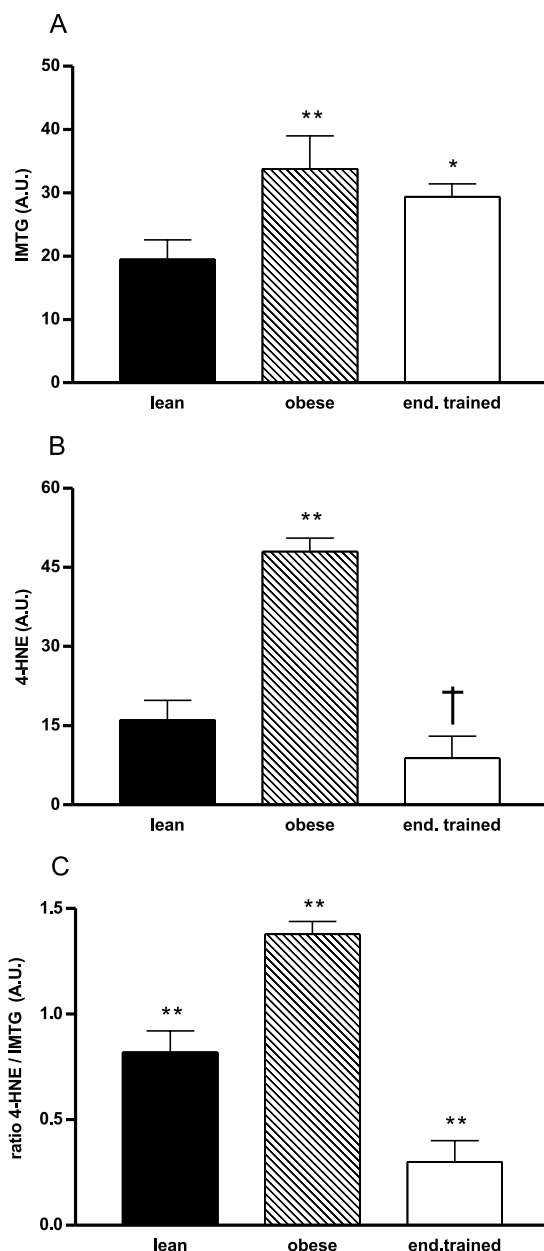 A
50
**
40
*
IMTG (A.U.)
30
20
10
0
lean obese end. trained
B
60
**
45
4-HNE (A.U.)
30
†
15
0
lean obese end. trained
C
1.5
**
ratio 4-HNE / IMTG (A.U.)
1.0
**
0.5
**
0.0
lean obese end.trained